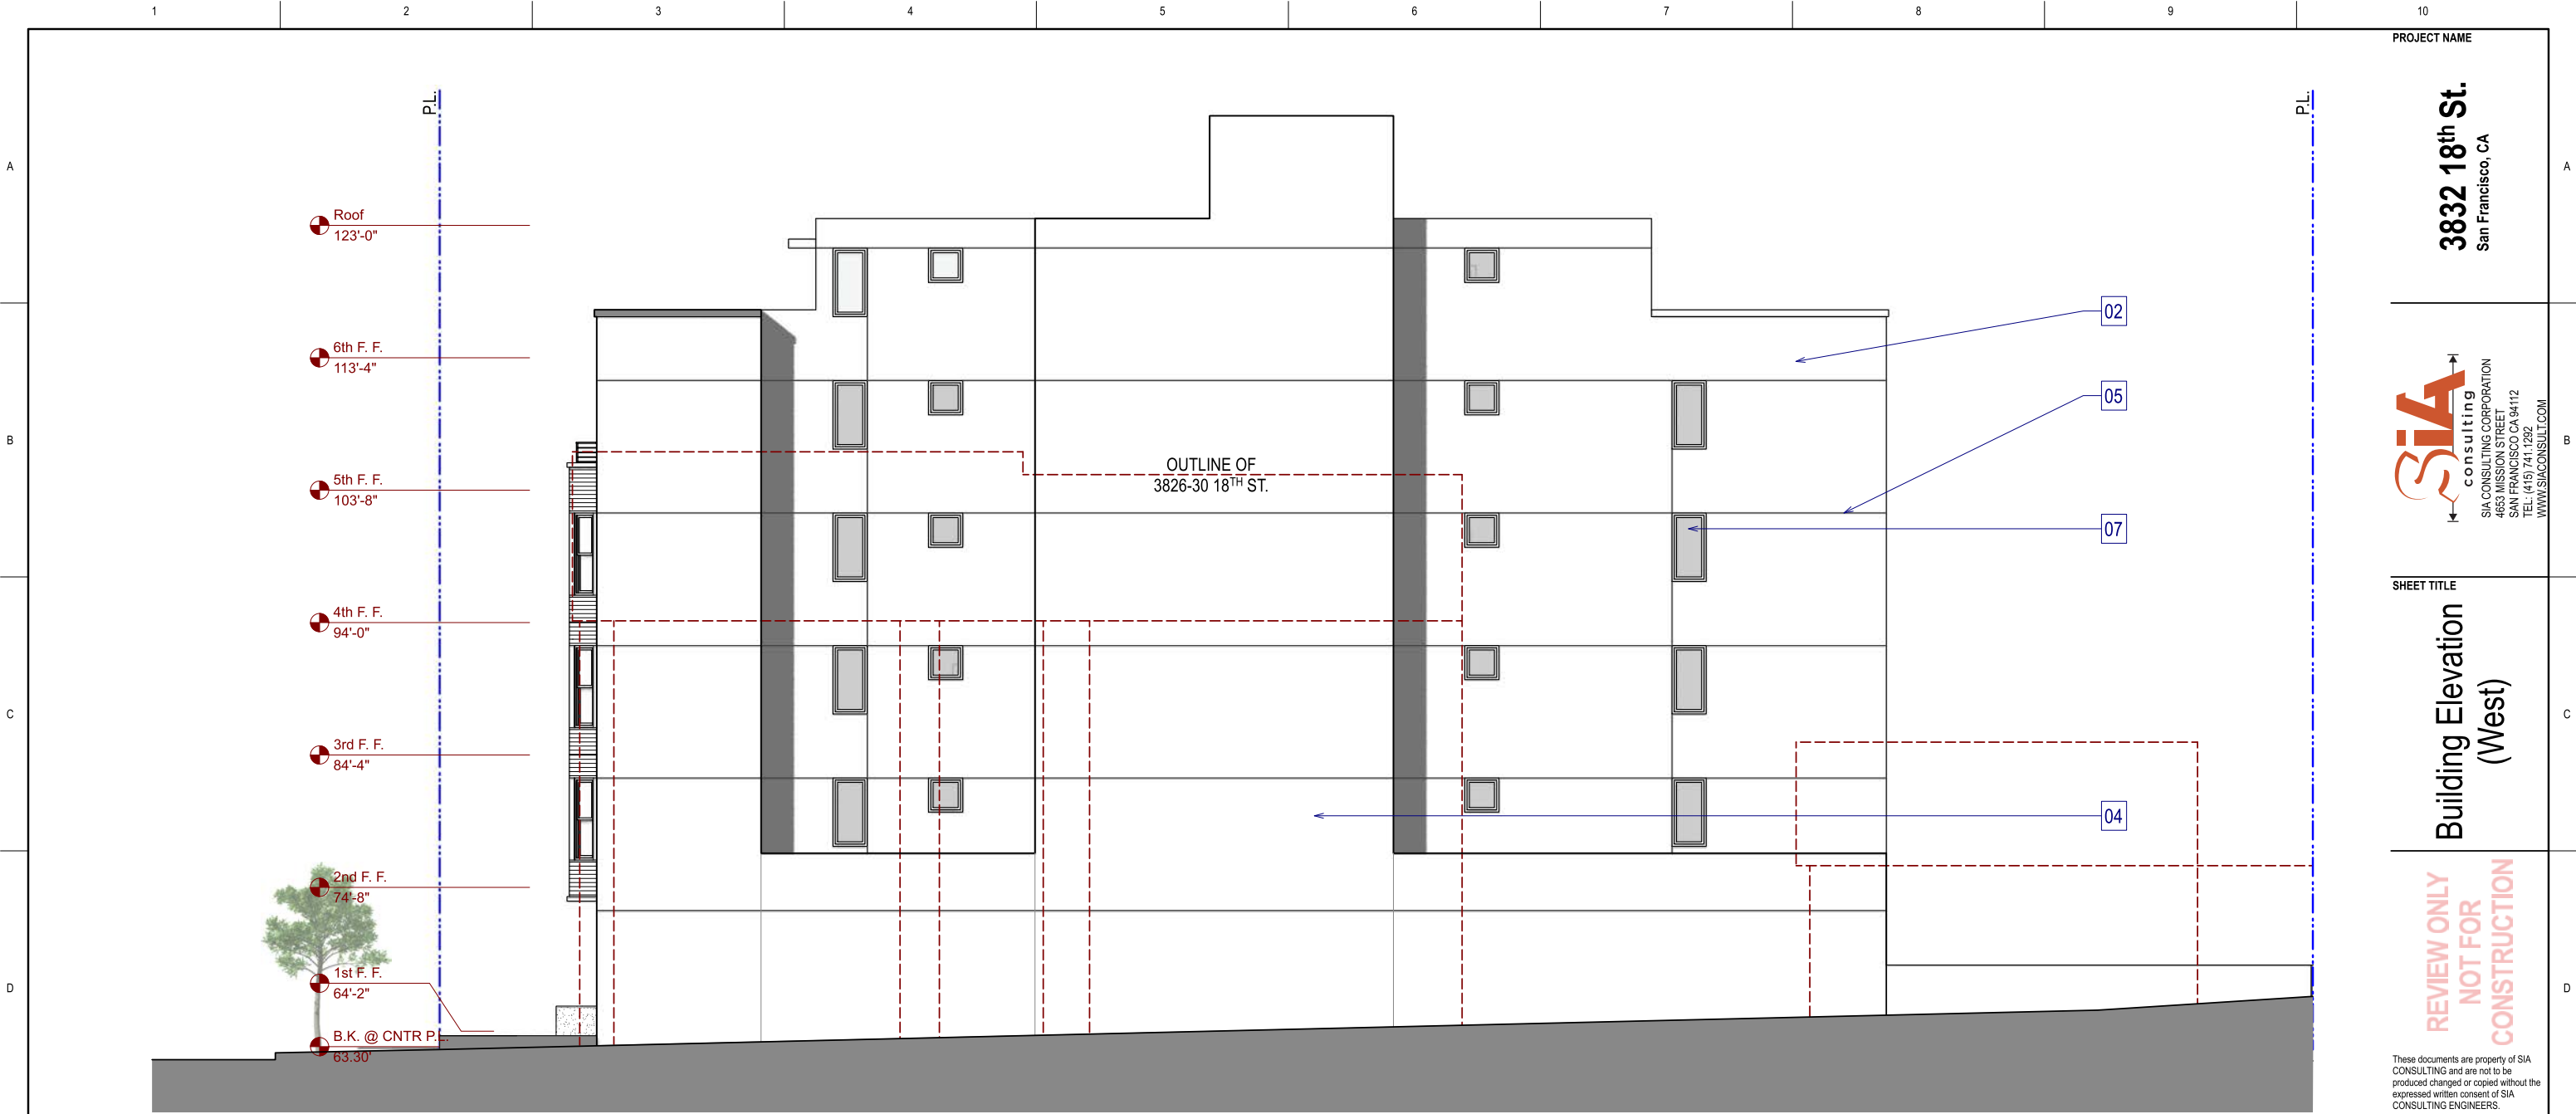 1 2 3 4 5 6 7 8 9 10
A
B
C
D
A
B
C
D
P.L.
P.L.
Roof
123'-0"
6th F. F.
113'-4"
5th F. F.
103'-8"
4th F. F.
94'-0"
3rd F. F.
84'-4"
2nd F. F.
74'-8"
1st F. F.
64'-2"
B.K. @ CNTR P.L.
63.30'
OUTLINE OF
3826-30 18TH ST.
02
05
07
04
PROJECT NAME
3832 18th St.
San Francisco, CA
SiA
consulting
SIA CONSULTING CORPORATION
4653 MISSION STREET
SAN FRANCISCO CA 94112
TEL: (415) 741.1292
WWW.SIACONSULT.COM
SHEET TITLE
Building Elevation
(West)
REVIEW ONLY
NOT FOR
CONSTRUCTION
These documents are property of SIA
CONSULTING and are not to be
produced changed or copied without the
expressed written consent of SIA
CONSULTING ENGINEERS.